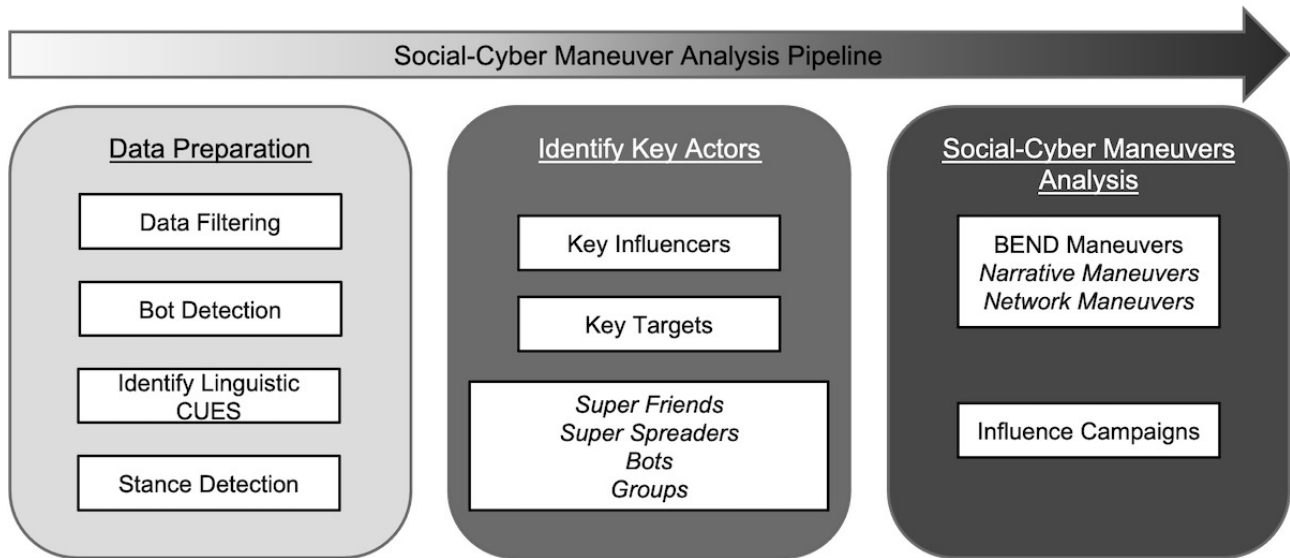 Social-Cyber Maneuver Analysis Pipeline
Data Preparation
Data Filtering
Bot Detection
Identify Linguistic
CUES
Stance Detection
Identify Key Actors
Key Influencers
Key Targets
Super Friends
Super Spreaders
Bots
Groups
Social-Cyber Maneuvers
Analysis
BEND Maneuvers
Narrative Maneuvers
Network Maneuvers
Influence Campaigns